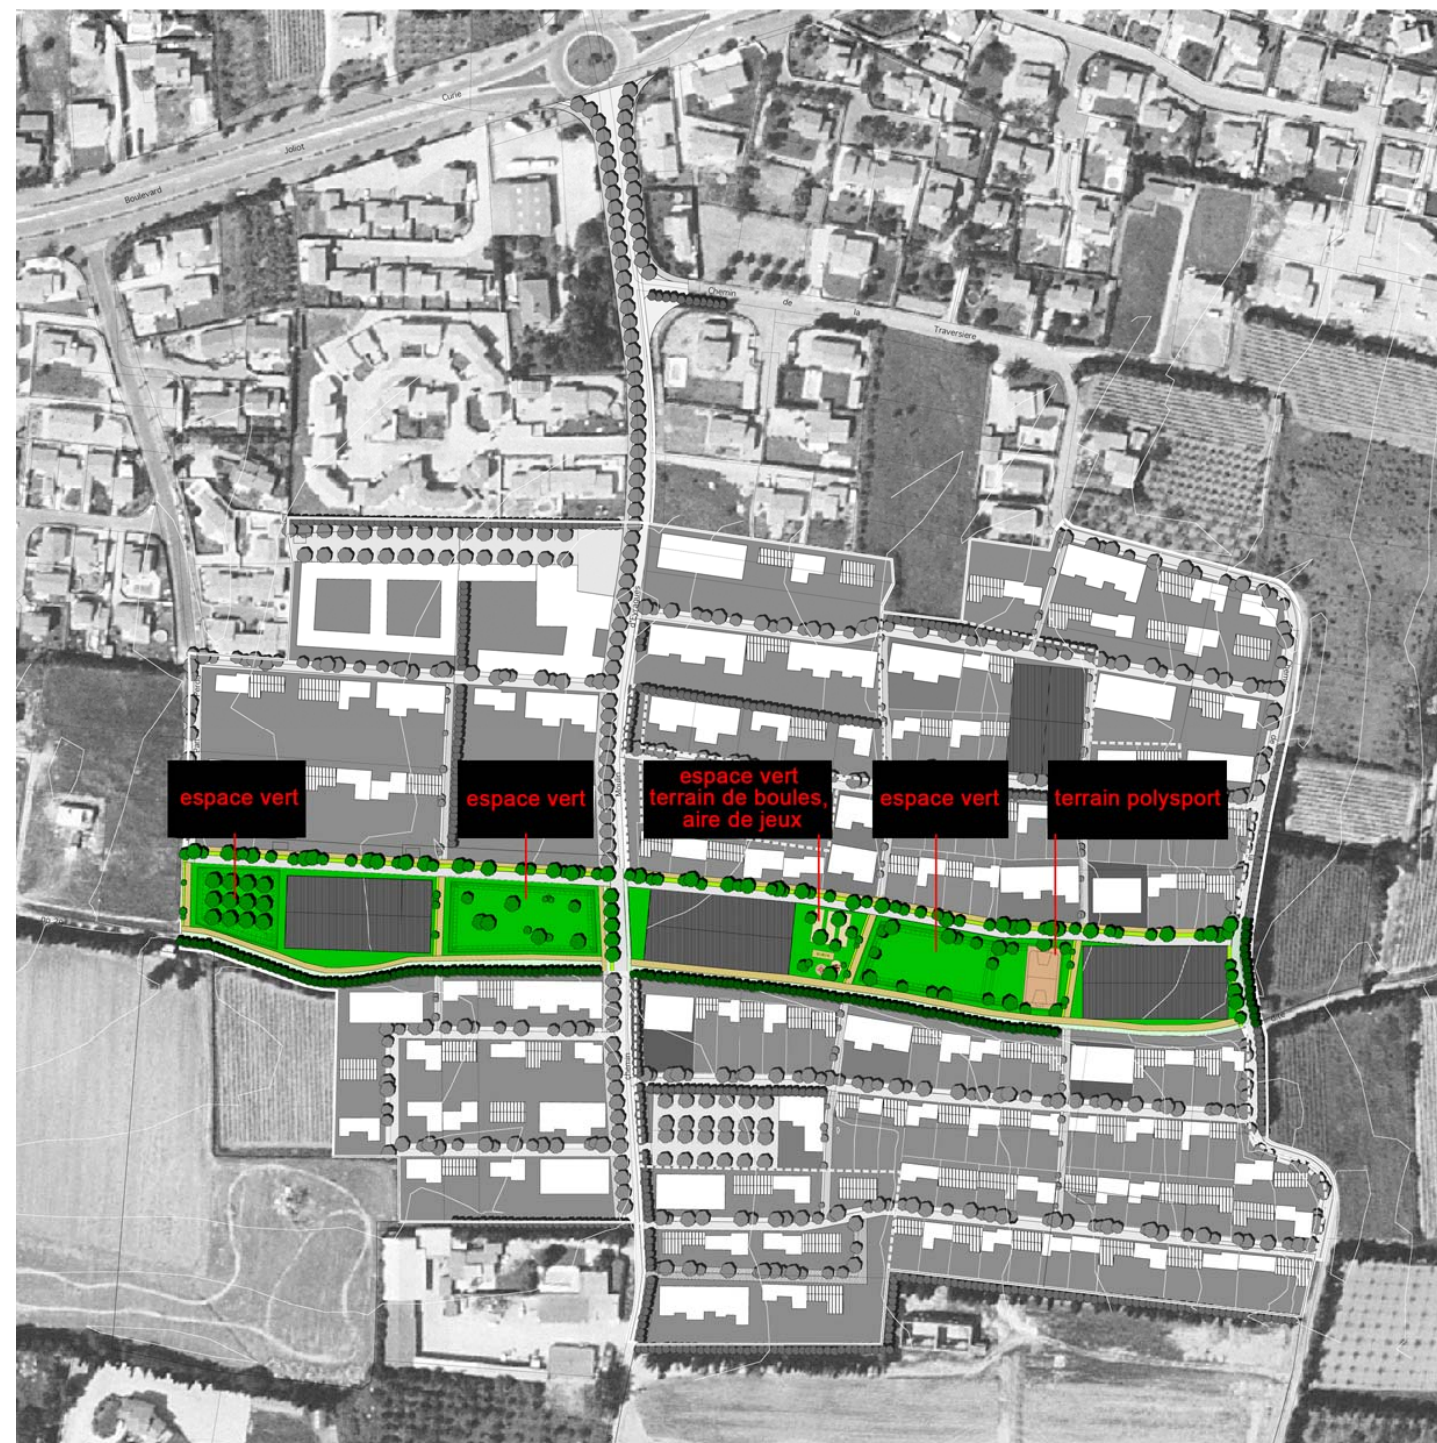 Curie
Joliot
Boulevard
Chemin
de
la
Traversiere
espace vert
espace vert
espace vert
terrain de boules,
aire de jeux
espace vert
terrain polysport